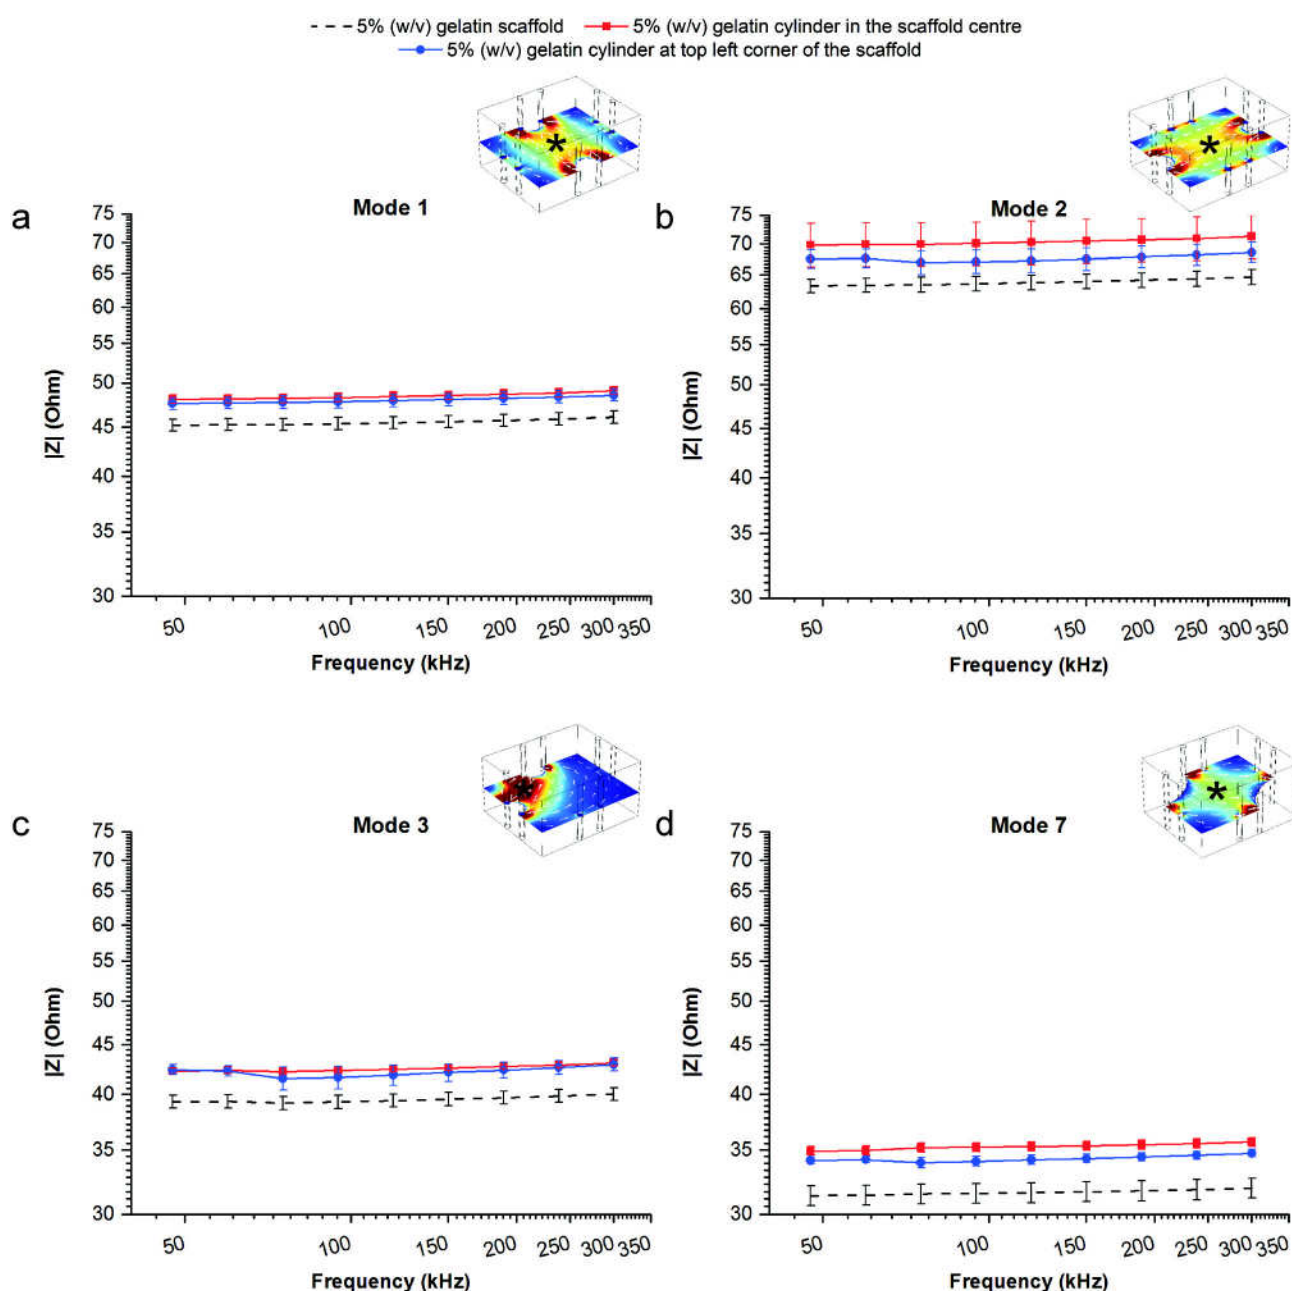 5% (w/v) gelatin scaffold 5% (w/v) gelatin cylinder in the scaffold centre
5% (w/v) gelatin cylinder at top left corner of the scaffold
*
*
a
Mode 1
75
70
65
60
55
50
45
40
35
30
|Z| (Ohm)
50 100 150 200 250 300 350
Frequency (kHz)
b
Mode 2
75
70
65
60
55
50
45
40
35
30
|Z| (Ohm)
50 100 150 200 250 300 350
Frequency (kHz)
*
*
c
Mode 3
75
70
65
60
55
50
45
40
35
30
|Z| (Ohm)
50 100 150 200 250 300 350
Frequency (kHz)
d
Mode 7
75
70
65
60
55
50
45
40
35
30
|Z| (Ohm)
50 100 150 200 250 300 350
Frequency (kHz)